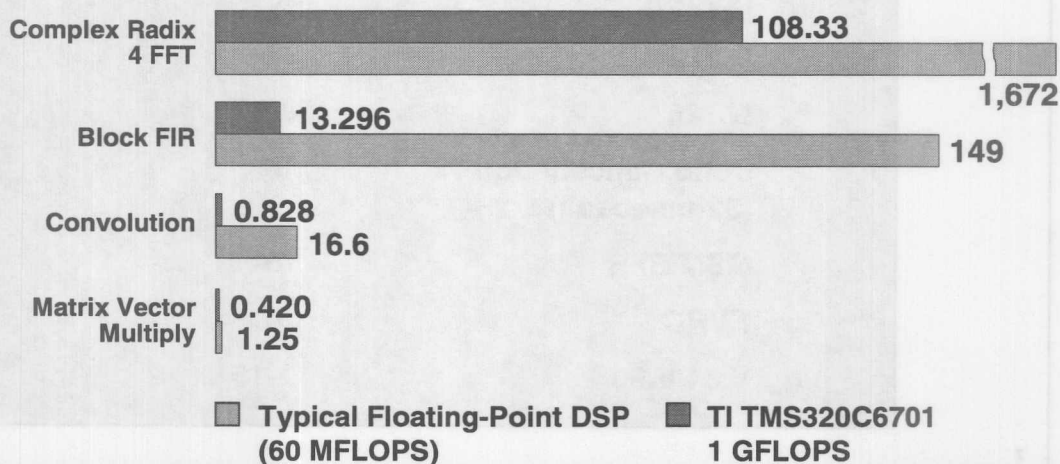 Complex Radix
4 FFT
108.33
1,672
Block FIR
13.296
149
Convolution
0.828
16.6
Matrix Vector
Multiply
0.420
1.25
Typical Floating-Point DSP
(60 MFLOPS)
TI TMS320C6701
1 GFLOPS